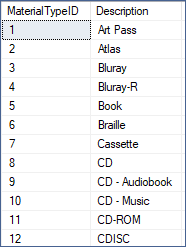 MaterialTypeID Description
1 Art Pass
2 Atlas
3 Bluray
4 Bluray-R
5 Book
6 Braille
7 Cassette
8 CD
9 CD - Audiobook
10 CD - Music
11 CD-ROM
12 CDISC